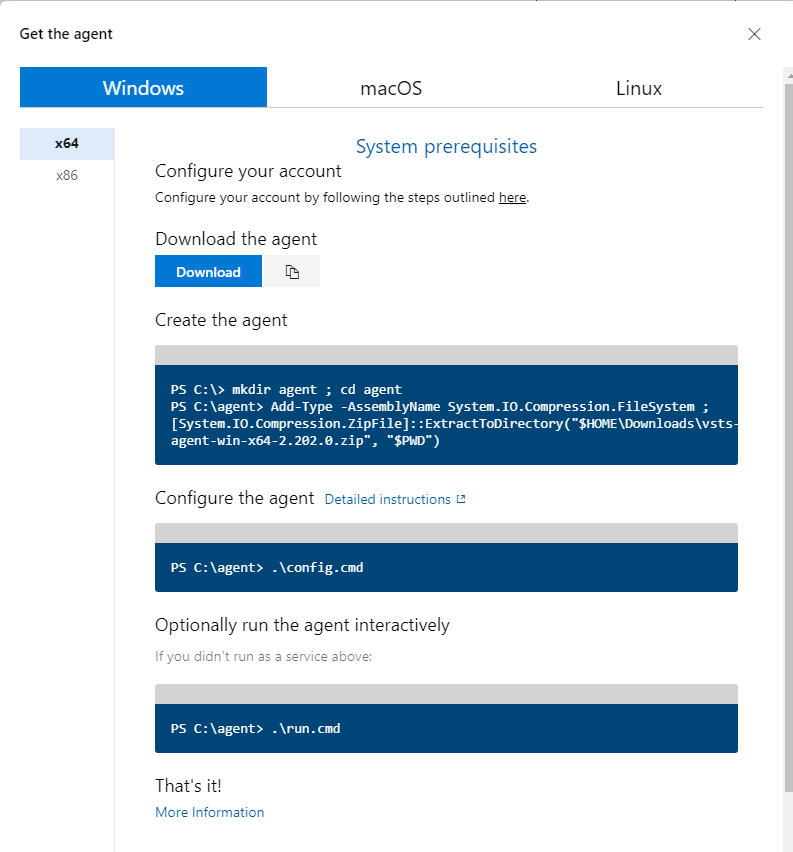 Get the agent
Windows
macOS
Linux
x64
x86
System prerequisites
Configure your account
Configure your account by following the steps outlined here.
Download the agent
Download
Create the agent
PS C:\> mkdir agent ; cd agent
PS C:\agent> Add-Type -AssemblyName System.IO.Compression.FileSystem ;
[System.IO.Compression.ZipFile]::ExtractToDirectory("$HOME\Downloads\vsts-
agent-win-x64-2.202.0.zip", "$PWD")
Configure the agent Detailed instructions
PS C:\agent> .\config.cmd
Optionally run the agent interactively
If you didn't run as a service above:
PS C:\agent> .\run.cmd
That's it!
More Information